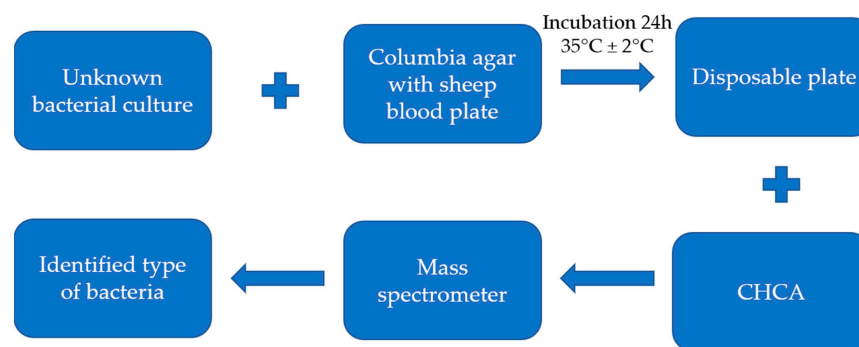 Unknown
bacterial culture
Columbia agar
with sheep
blood plate
Incubation 24h
35°C ± 2°C
Disposable plate
CHCA
Mass
spectrometer
Identified type
of bacteria